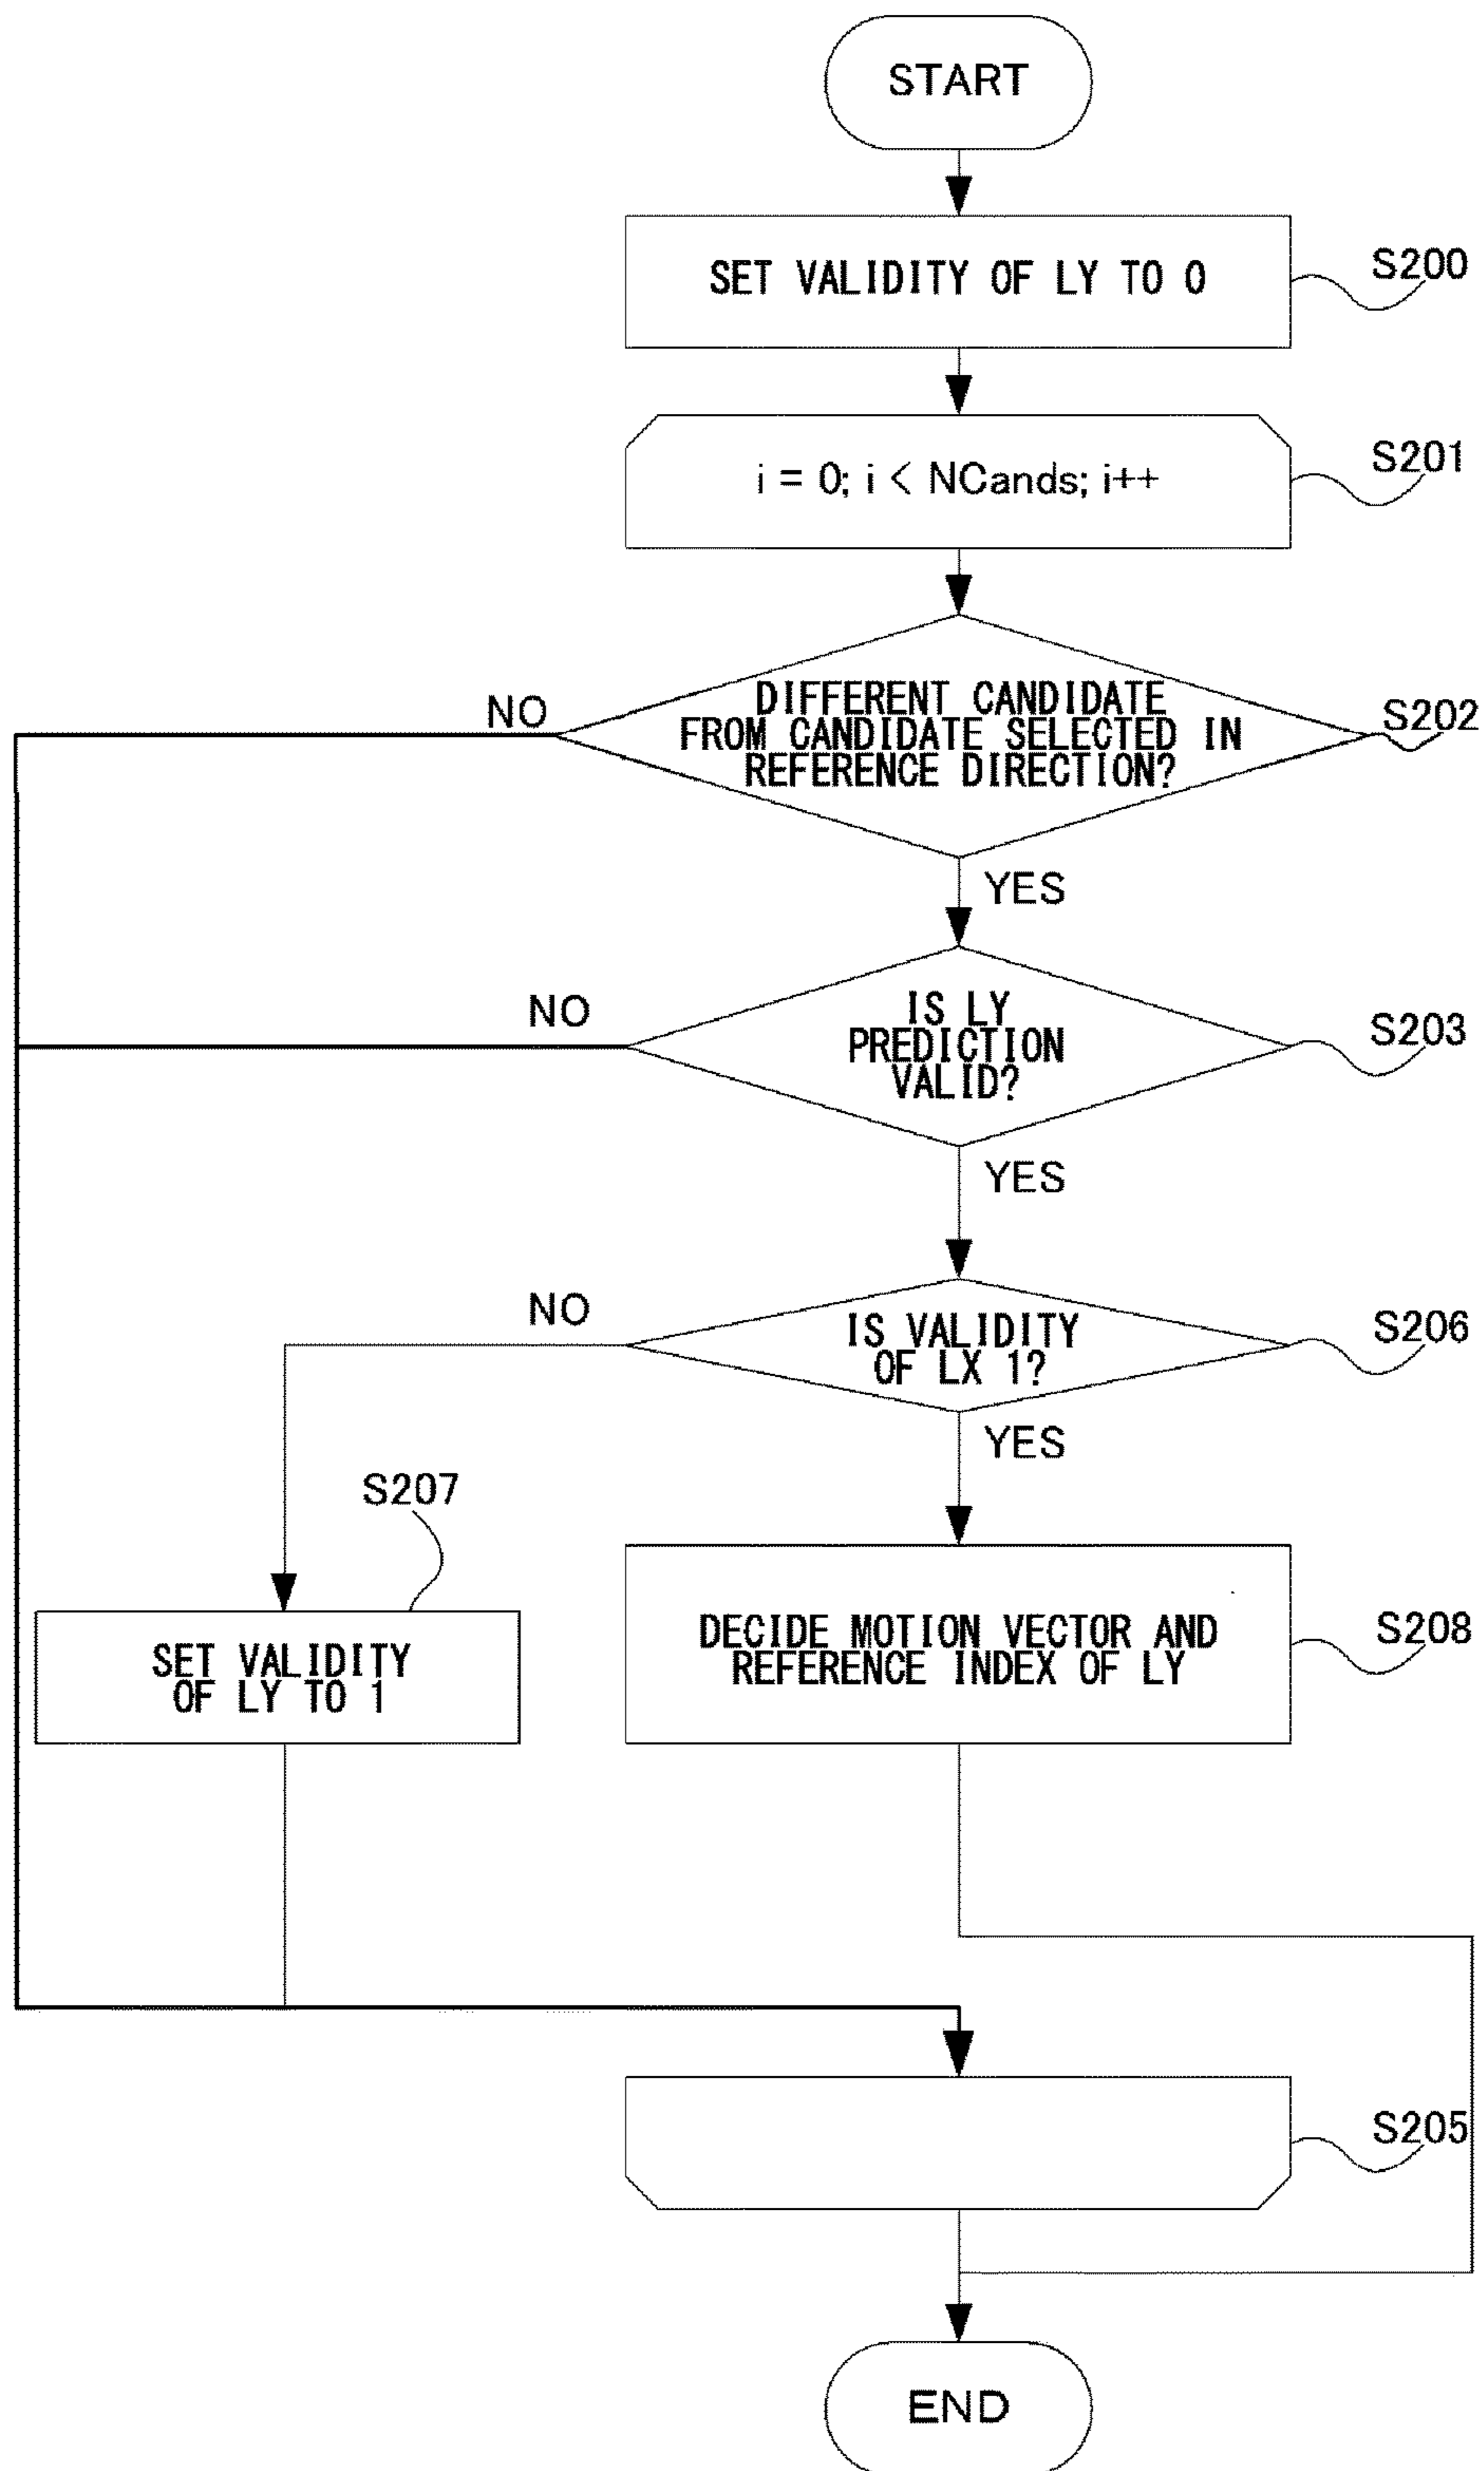 START
SET VALIDITY OF LY TO 0
S200
i = 0; i < NCands; i++
S201
DIFFERENT CANDIDATE
FROM CANDIDATE SELECTED IN
REFERENCE DIRECTION?
NO
S202
YES
IS LY
PREDICTION
VALID?
NO
S203
YES
IS VALIDITY
OF LX 1?
NO
S206
YES
S207
SET VALIDITY
OF LY TO 1
DECIDE MOTION VECTOR AND
REFERENCE INDEX OF LY
S208
S205
END